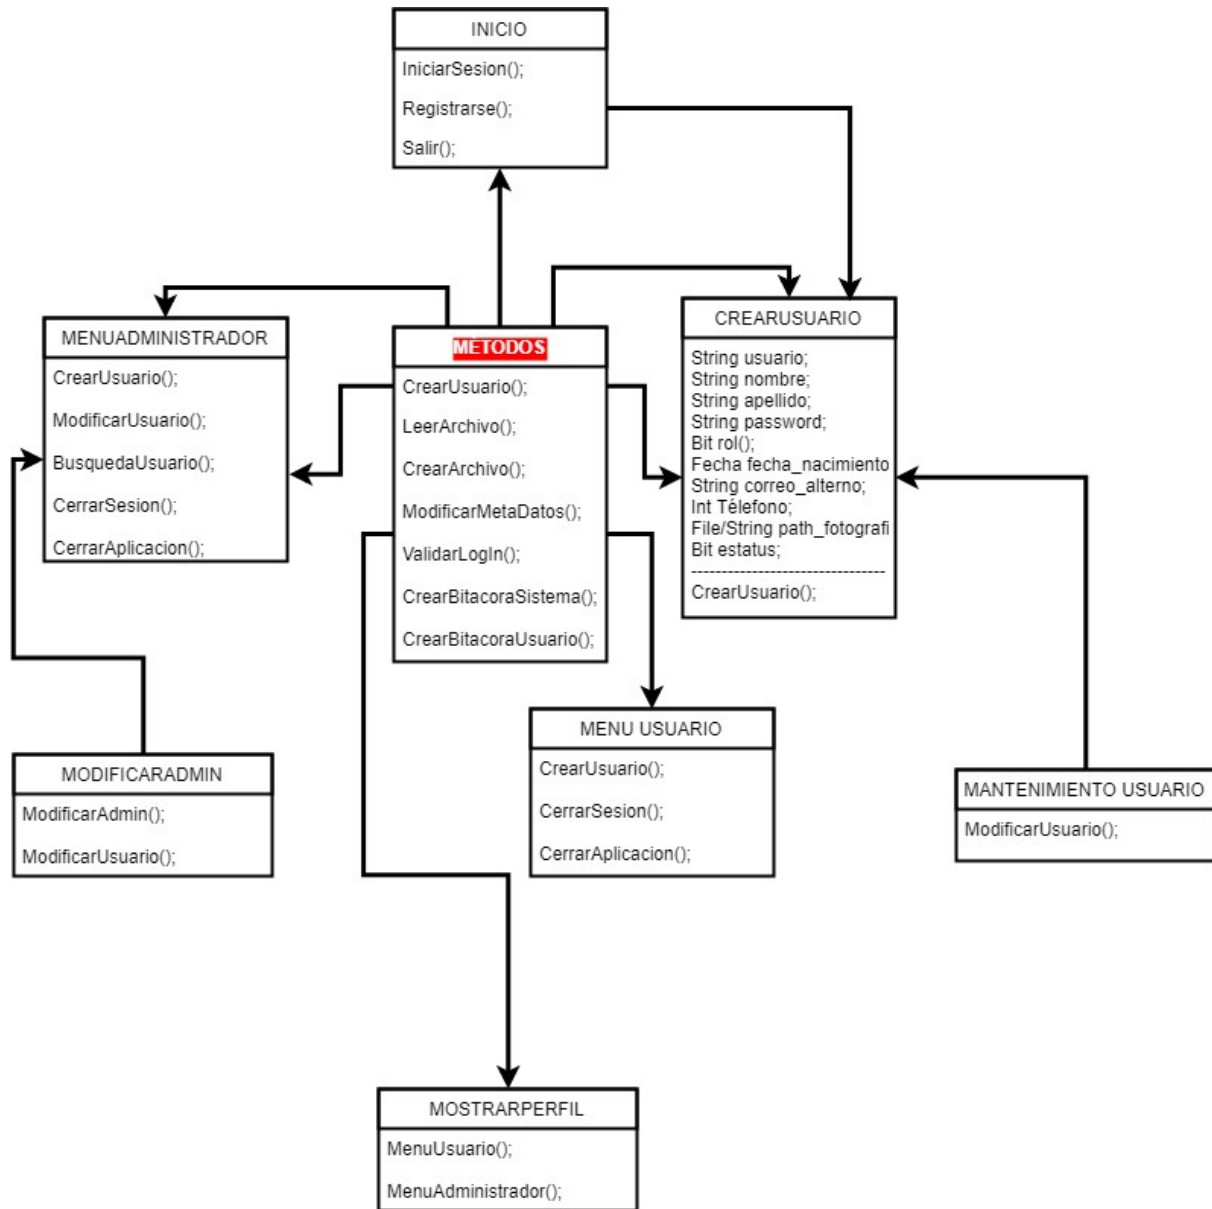 INICIO
IniciarSesion();
Registrarse();
Salir();
MENUADMINISTRADOR
CrearUsuario();
ModificarUsuario();
BusquedaUsuario();
CerrarSesion();
CerrarAplicacion();
MÉTODOS
CrearUsuario();
LeerArchivo();
CrearArchivo();
ModificarMetaDatos();
ValidarLogIn();
CrearBitacoraSistema;
CrearBitacoraUsuario();
CREARUSUARIO
String usuario;
String nombre;
String apellido;
String password;
Bit rol();
Fecha fecha_nacimiento
String correo_alterno;
Int Télefono;
File/String path_fotografi
Bit estatus;
--------------------------------
CrearUsuario();
MENU USUARIO
CrearUsuario();
CerrarSesion();
CerrarAplicacion();
MODIFICARADMIN
ModificarAdmin();
ModificarUsuario();
MANTENIMIENTO USUARIO
ModificarUsuario();
MOSTRARPERFIL
MenuUsuario();
MenuAdministrador();